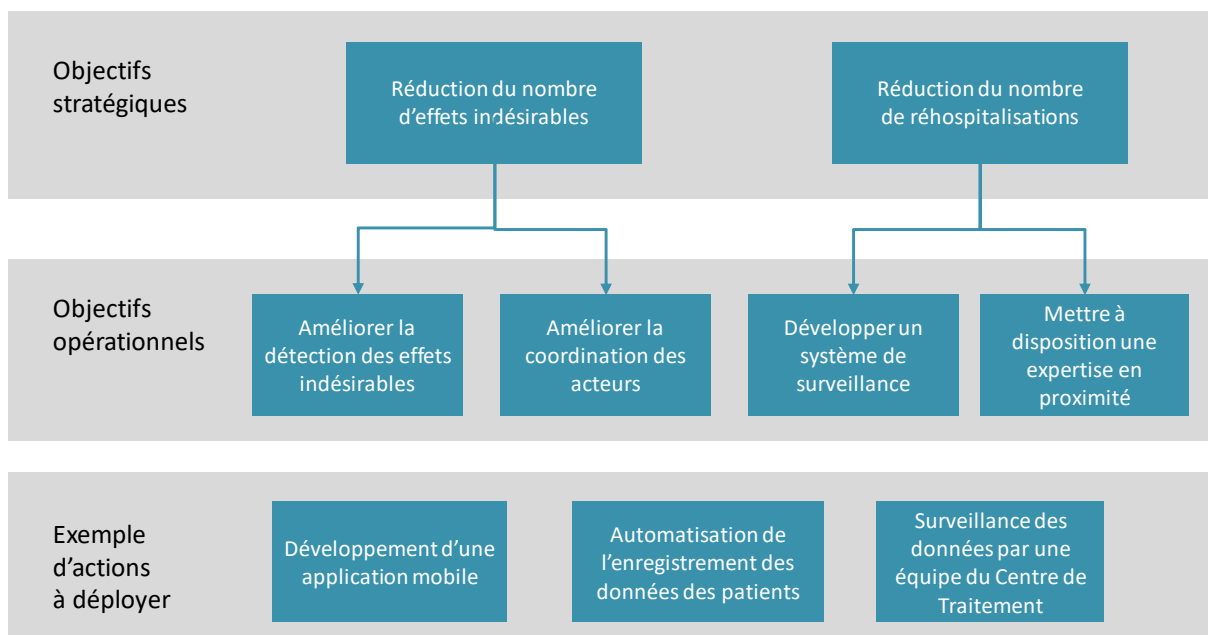 Objectifs
stratégiques
Réduction du nombre
d’effets indésirables
Réduction du nombre
de réhospitalisations
Objectifs
opérationnels
Améliorer la
détection des effets
indésirables
Améliorer la
coordination des
acteurs
Développer un
système de
surveillance
Mettre à
disposition une
expertise en
proximité
Exemple
d’actions
à déployer
Développement d’une
application mobile
Automatisation de
l’enregistrement des
données des patients
Surveillance des
données par une
équipe du Centre de
Traitement